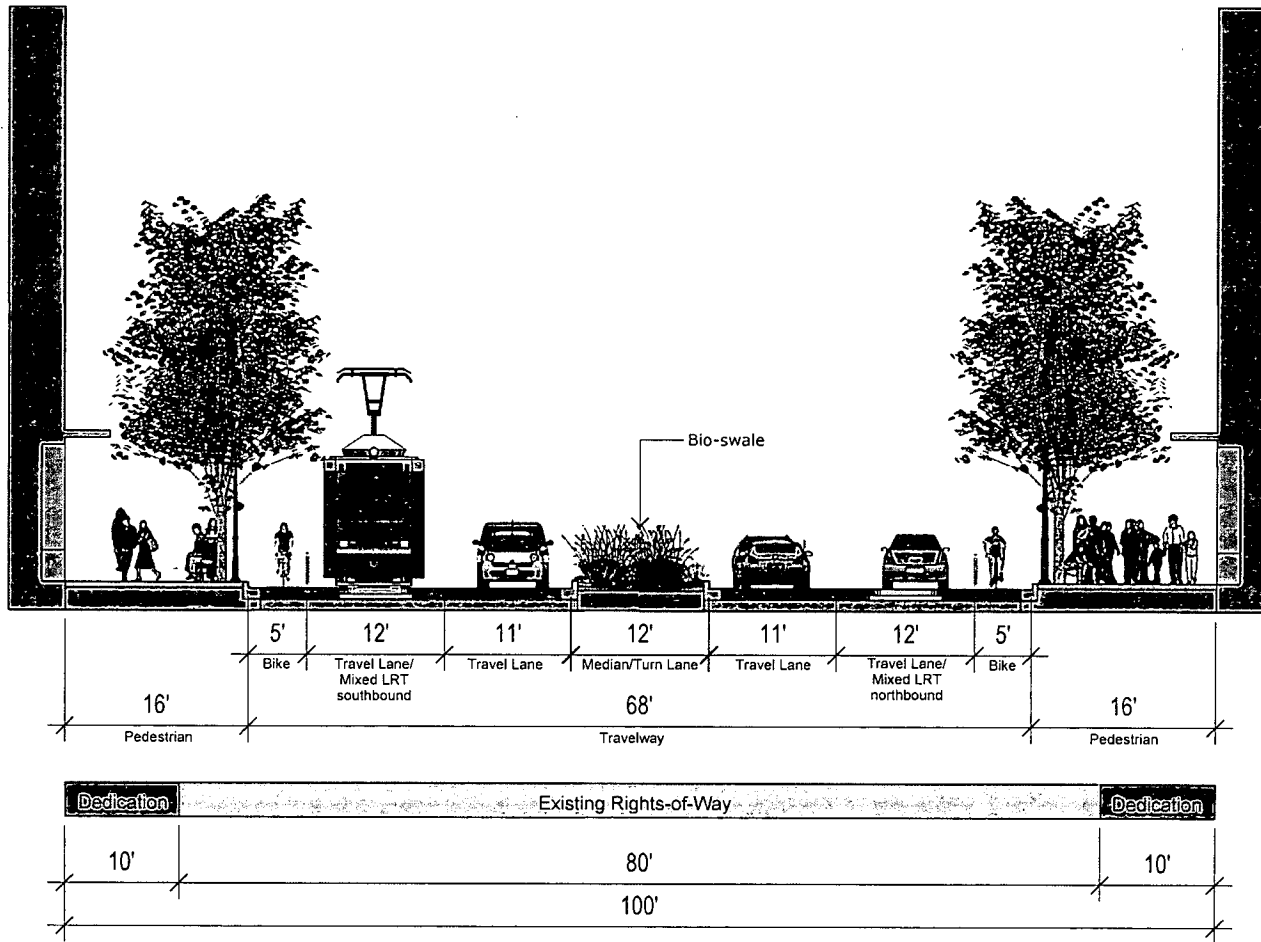 Bio-swale
5' 12' 11' 12' 11' 12' 5'
Bike Travel Lane/ Travel Lane Median/Turn Lane Travel Lane Travel Lane/ Bike
Mixed LRT Mixed LRT
southbound northbound
16' 68' 16'
Pedestrian Travelway Pedestrian
Dedication Existing Rights-of-Way Dedication
10' 80' 10'
100'